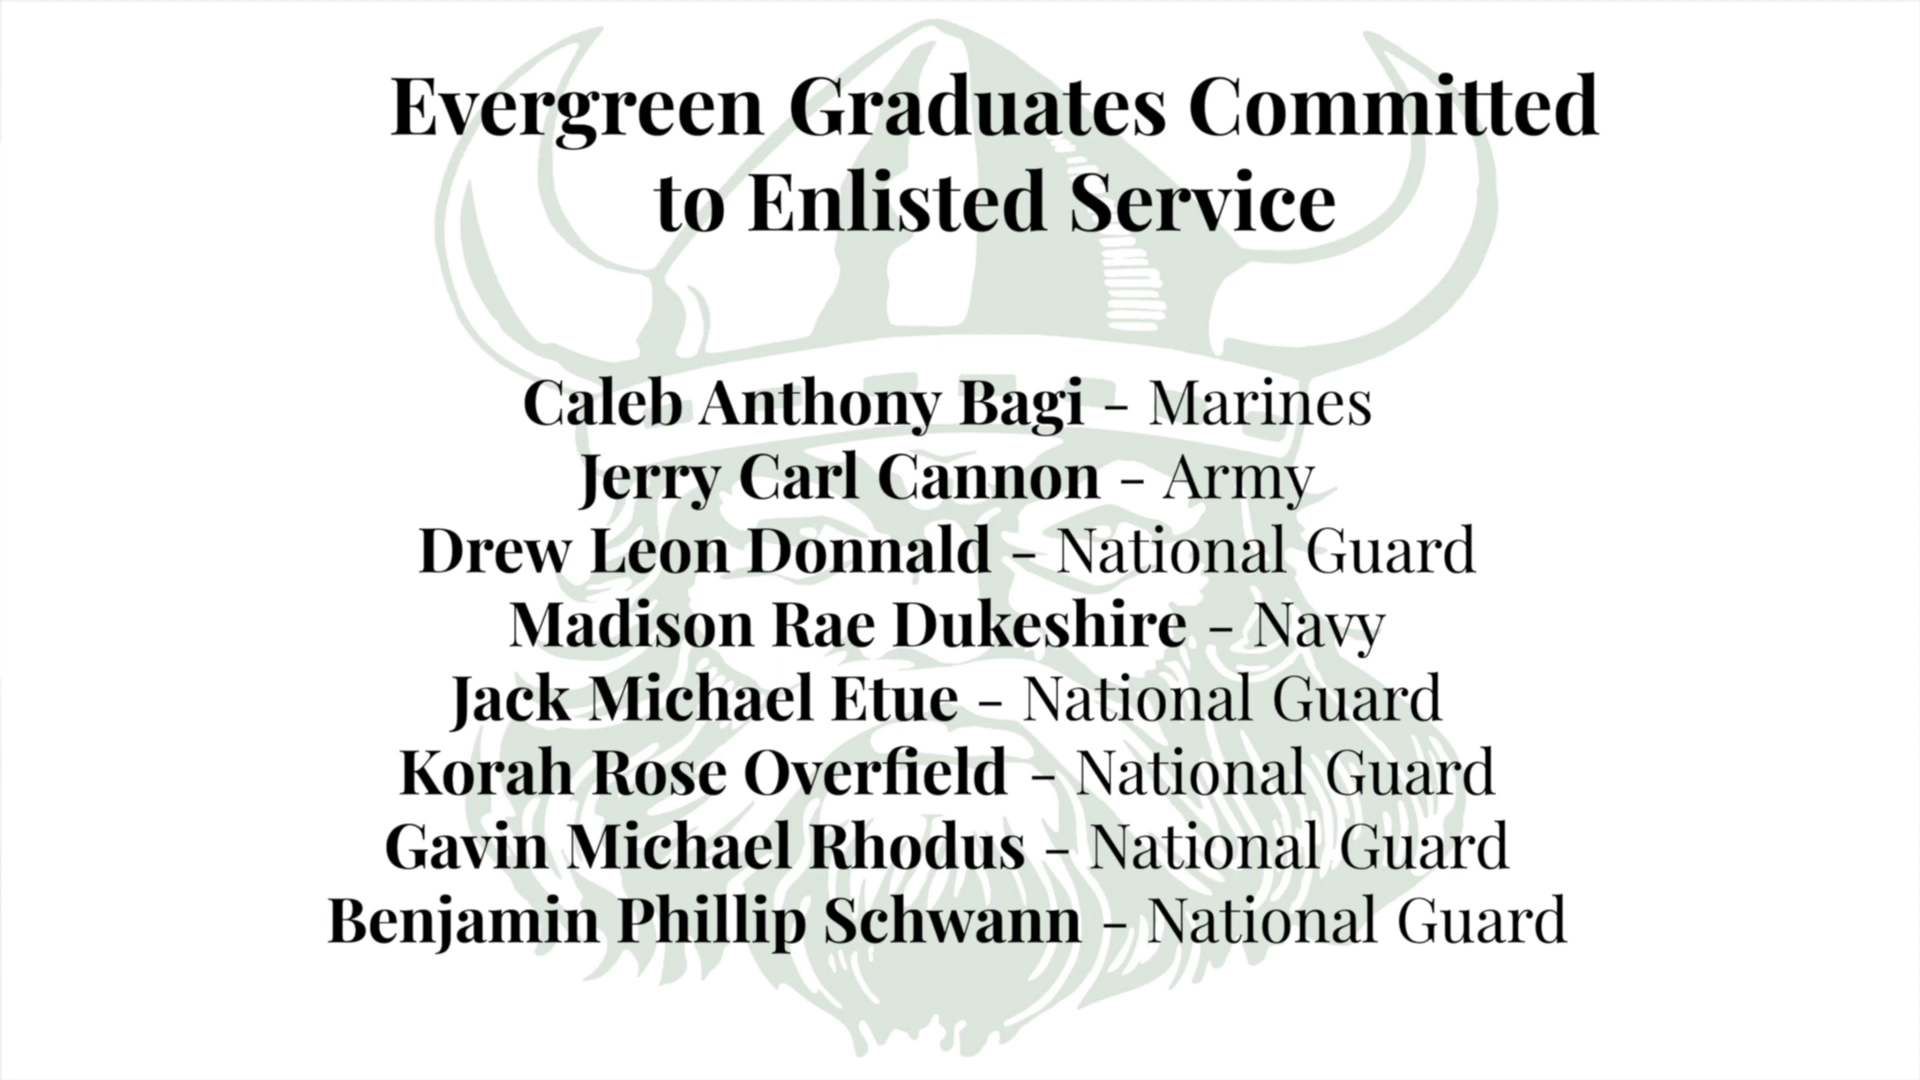 Evergreen Graduates Committed
to Enlisted Service
Caleb Anthony Bagi - Marines
Jerry Carl Cannon - Army
Drew Leon Donnald - National Guard
Madison Rae Dukeshire - Navy
Jack Michael Etue - National Guard
Korah Rose Overfield - National Guard
Gavin Michael Rhodus - National Guard
Benjamin Phillip Schwann - National Guard